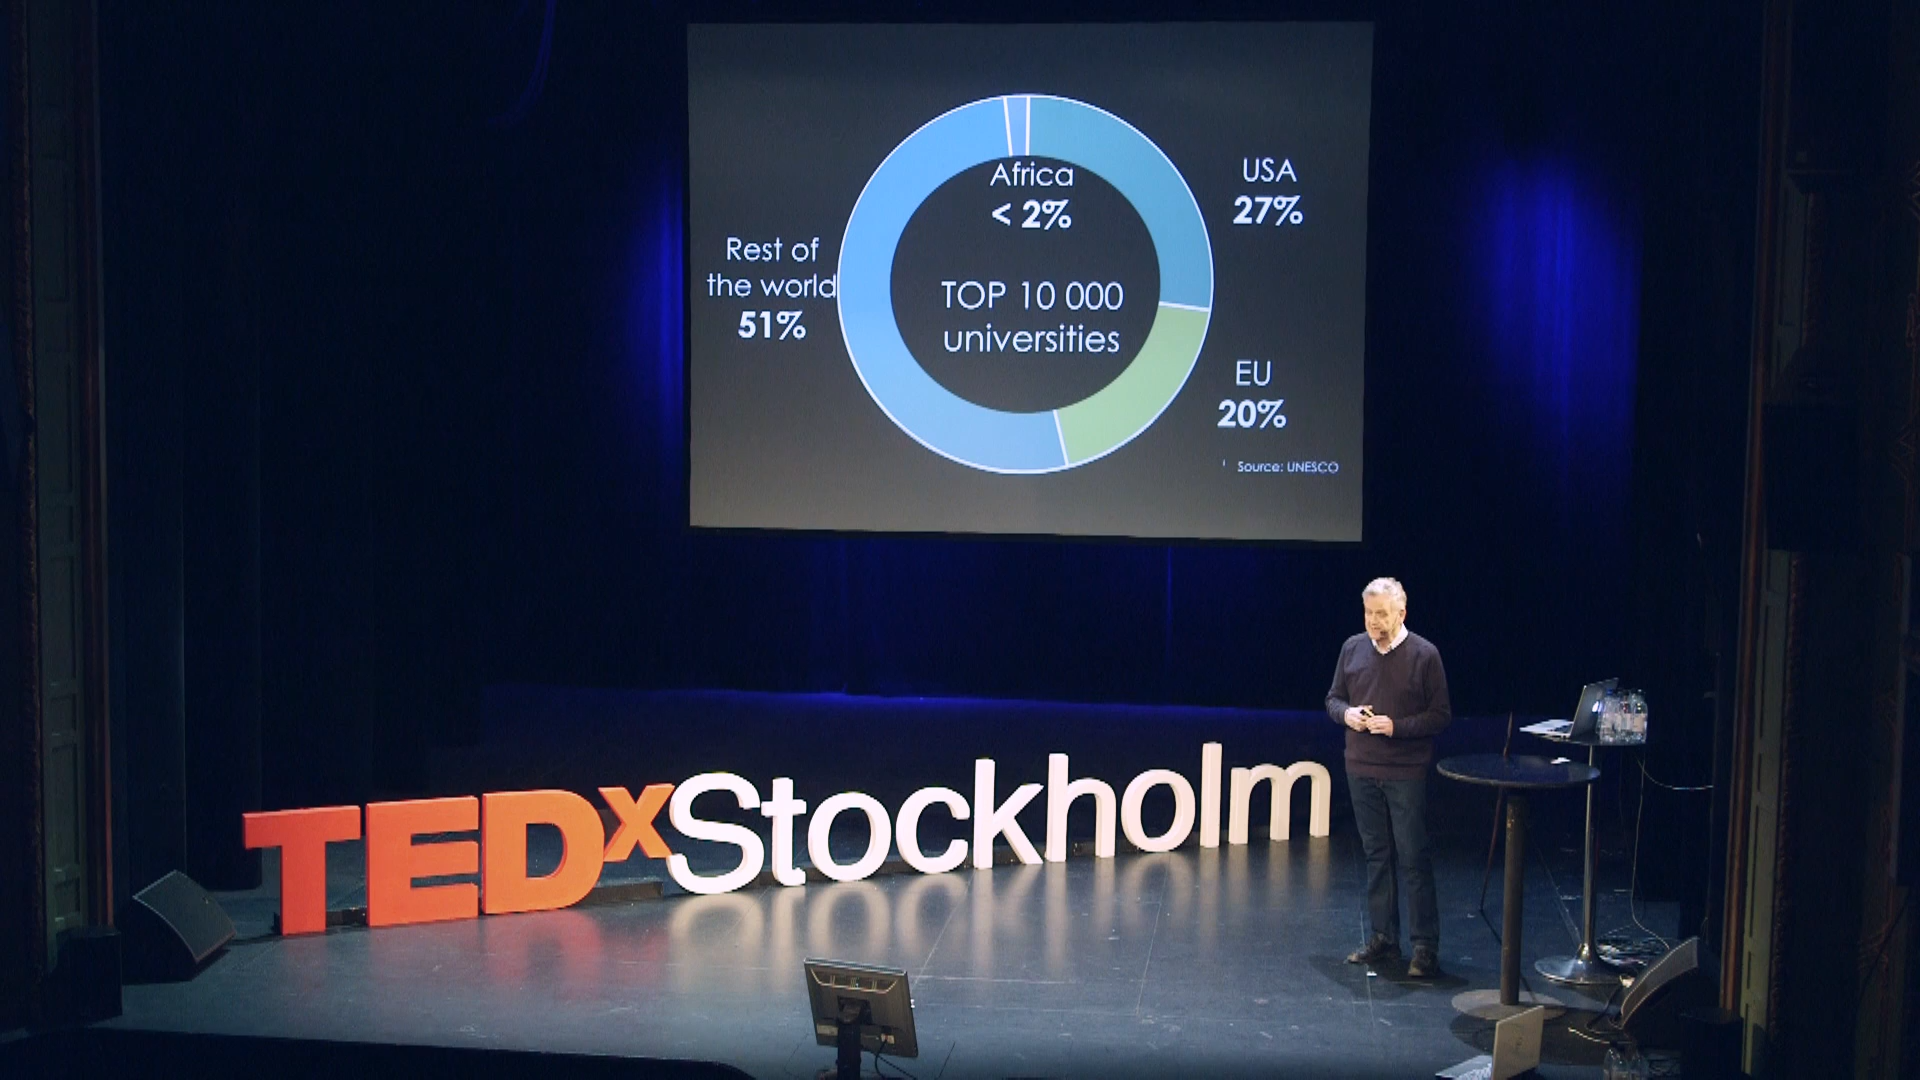 Africa
< 2%
USA
27%
Rest of
the world
51%
TOP 10 000
universities
EU
20%
Source: UNESCO
TEDxStockholm